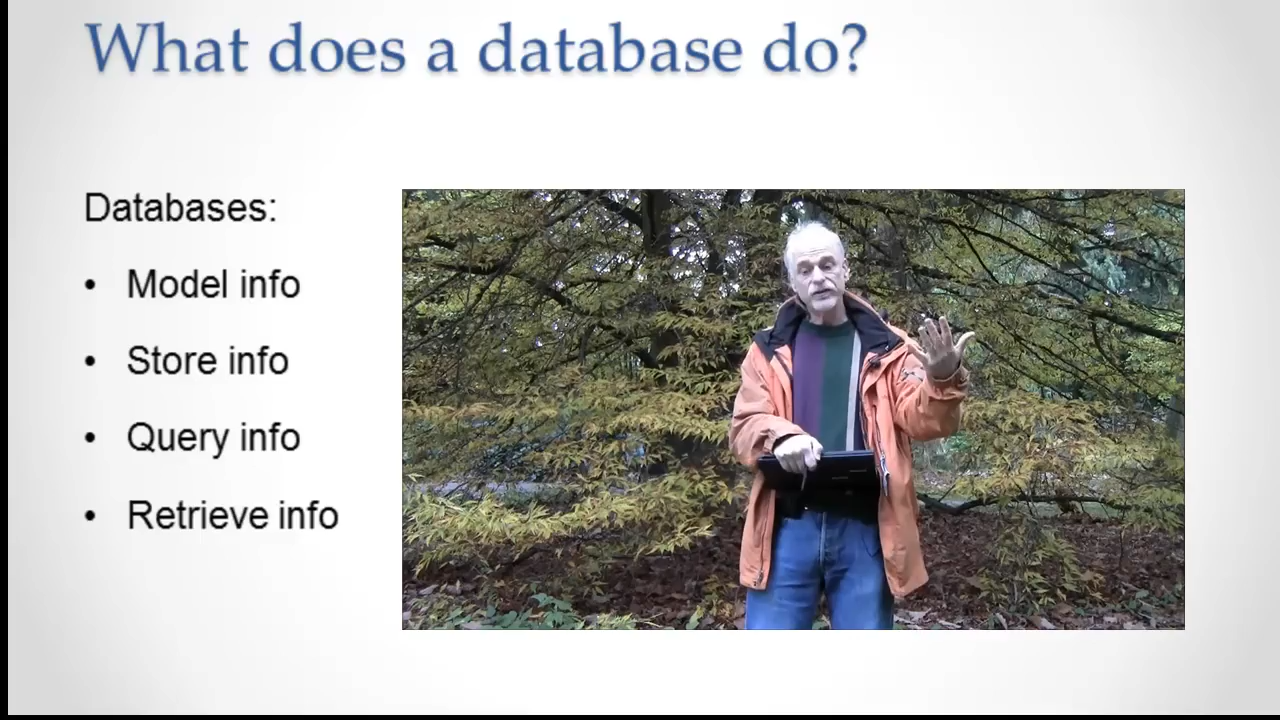 What does a database do?
Databases:
• Model info
• Store info
• Query info
• Retrieve info